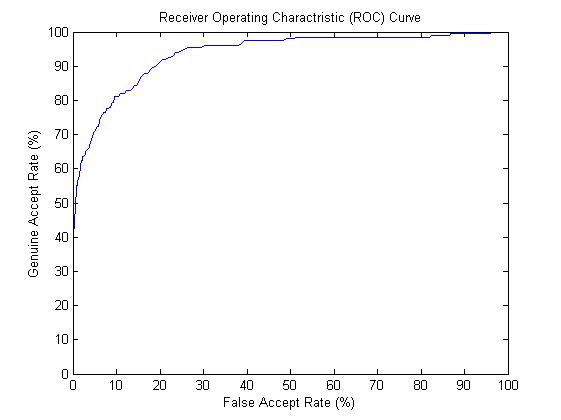 Receiver Operating Charactristic (ROC) Curve
100
90
80
70
60
50
40
30
20
10
0
Genuine Accept Rate (%)
0 10 20 30 40 50 60 70 80 90 100
False Accept Rate (%)